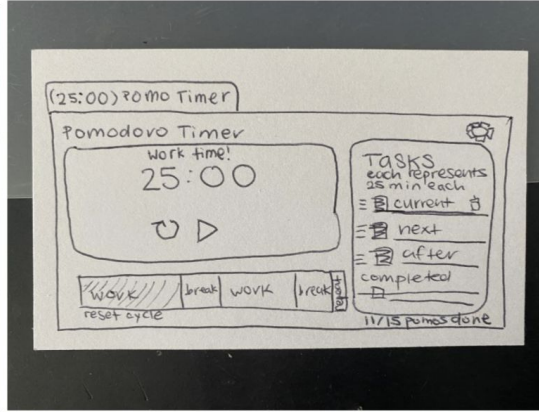 (25:00) Pomo Timer
Pomodoro Timer
work time!
25:00
WORK
break
WORK
break
repeat
reset cycle
TASKS
each represents
25 min each
current
next
after
completed
11/15 pomos done